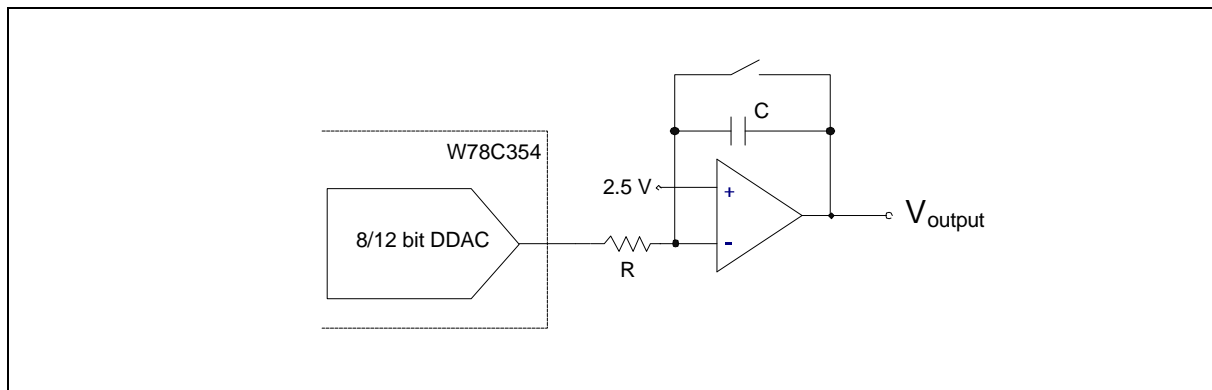 C
W78C354
2.5 V
+
8/12 bit DDAC
-
R
Voutput